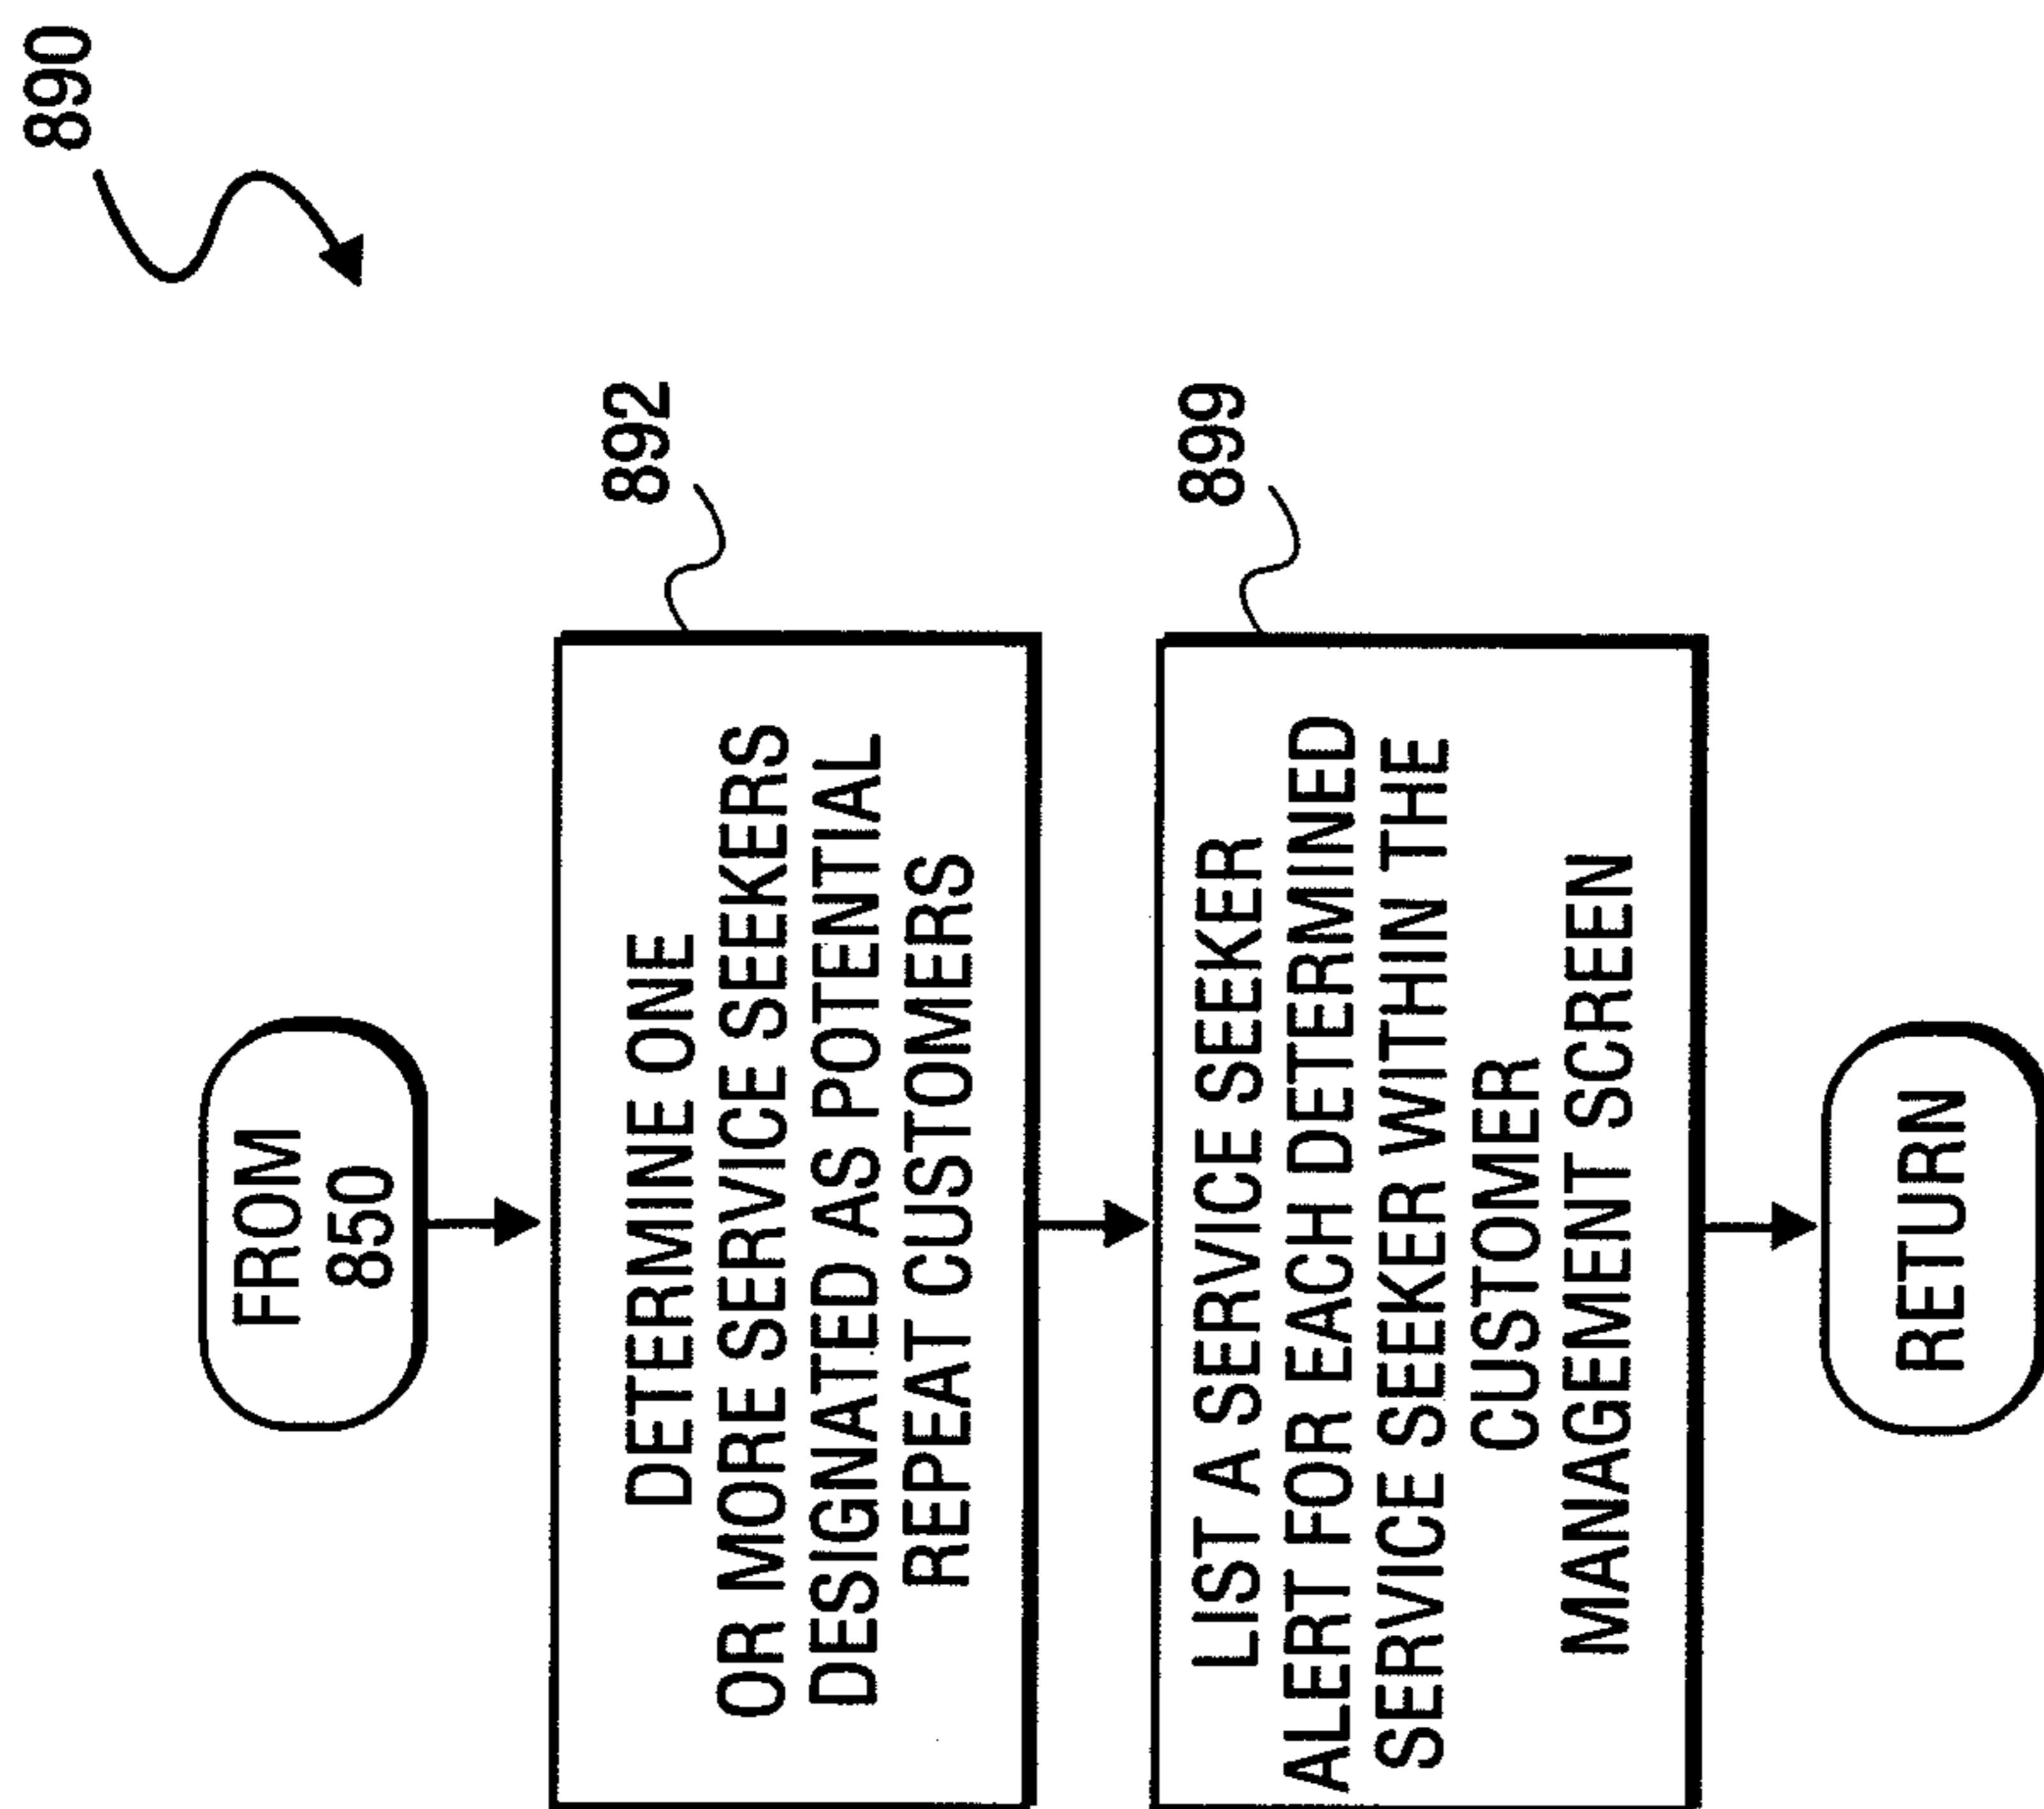 890
FROM
850
892
DETERMINE ONE
OR MORE SERVICE SEEKERS
DESIGNATED AS POTENTIAL
REPEAT CUSTOMERS
899
LIST A SERVICE SEEKER
ALERT FOR EACH DETERMINED
SERVICE SEEKER WITHIN THE
CUSTOMER
MANAGEMENT SCREEN
RETURN